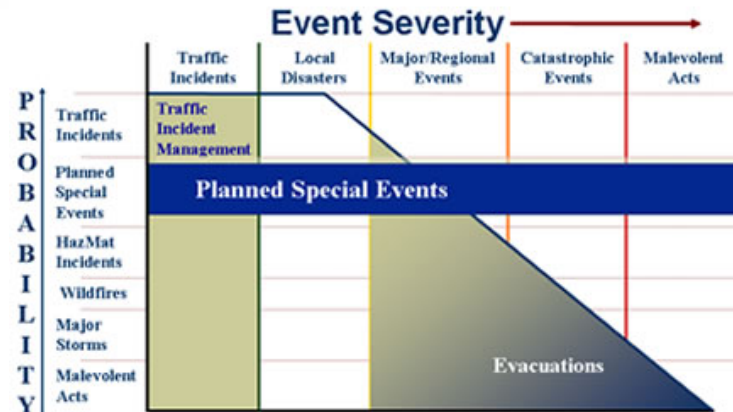 Event Severity
Traffic
Incidents
Local
Disasters
Major/Regional
Events
Catastrophic
Events
Malevolent
Acts
PROBABILITY
Traffic
Incidents
Planned
Special
Events
HazMat
Incidents
Wildfires
Major
Storms
Malevolent
Acts
Traffic
Incident
Management
Planned Special Events
Evacuations